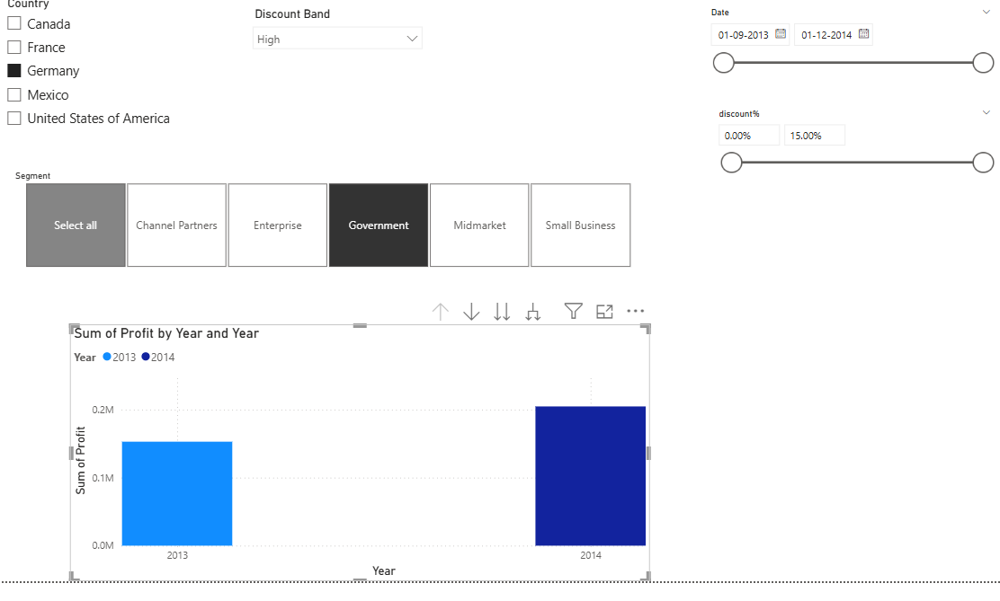 Country
Canada
France
Germany
Mexico
United States of America
Discount Band
High
Date
01-09-2013
01-12-2014
discount%
0.00%
15.00%
Segment
Select all
Channel Partners
Enterprise
Government
Midmarket
Small Business
Sum of Profit by Year and Year
Year 2013 2014
Sum of Profit
0.2M
0.1M
0.0M
2013
2014
Year